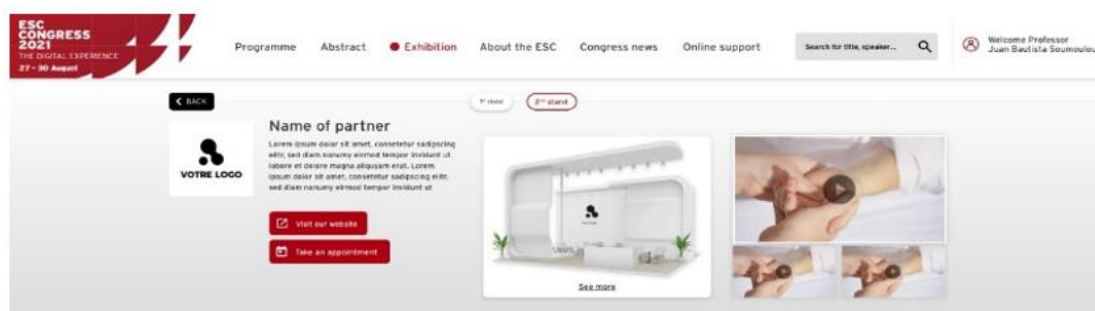 ESC
CONGRESS
2021
THE DIGITAL EXPERIENCE
27 - 30 August
Programme
Abstract
Exhibition
About the ESC
Congress news
Online support
Search for title, speaker...
Welcome Professor
Juan Bautista Soumoulou
BACK
1st stand
2nd stand
VOTRE LOGO
Name of partner
Lorem ipsum dolor sit amet, consetetur sadipscing
elitr, sed diam nonumy eirmod tempor invidunt ut
labore et dolore magna aliquyam erat. Lorem
ipsum dolor sit amet, consetetur sadipscing elitr,
sed diam nonumy eirmod tempor invidunt ut
Visit our website
Take an appointment
See more